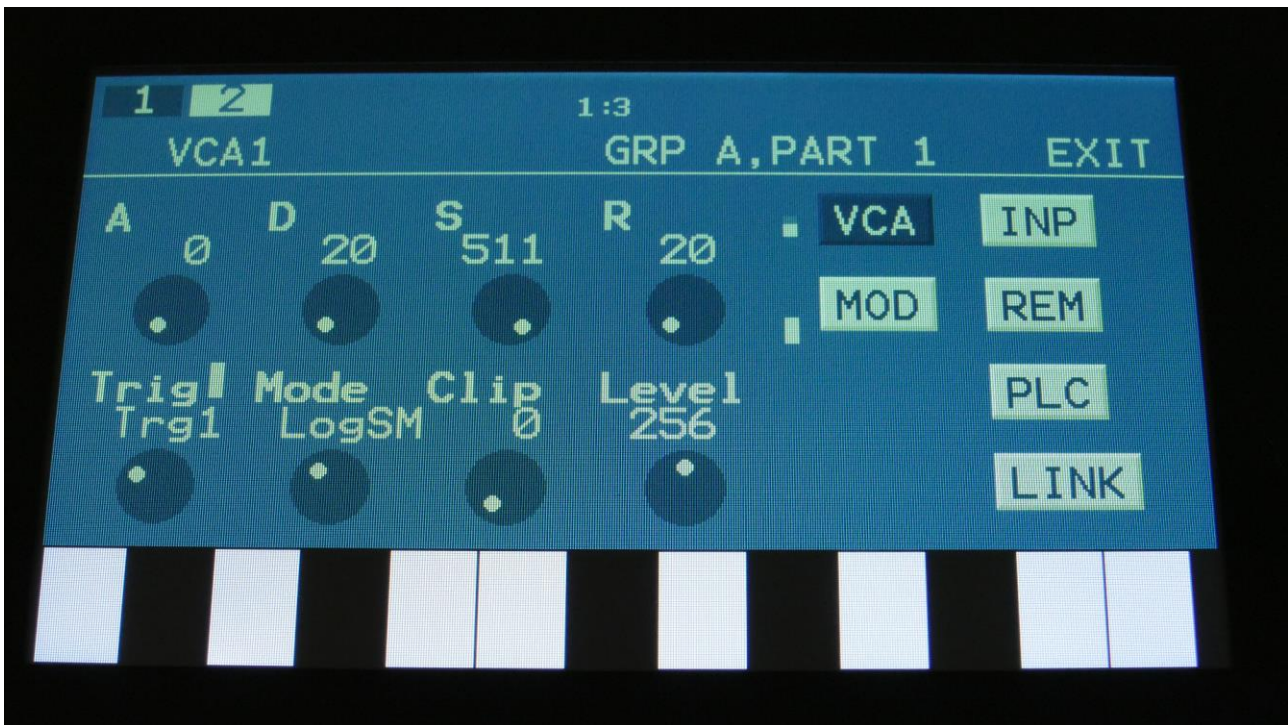 1 2 1:3
VCA1 GRP A,PART 1 EXIT
A D S R VCA INP
0 20 511 20
MOD REM
Trig Mode Clip Level PLC
Trg1 LogSM 0 256
LINK